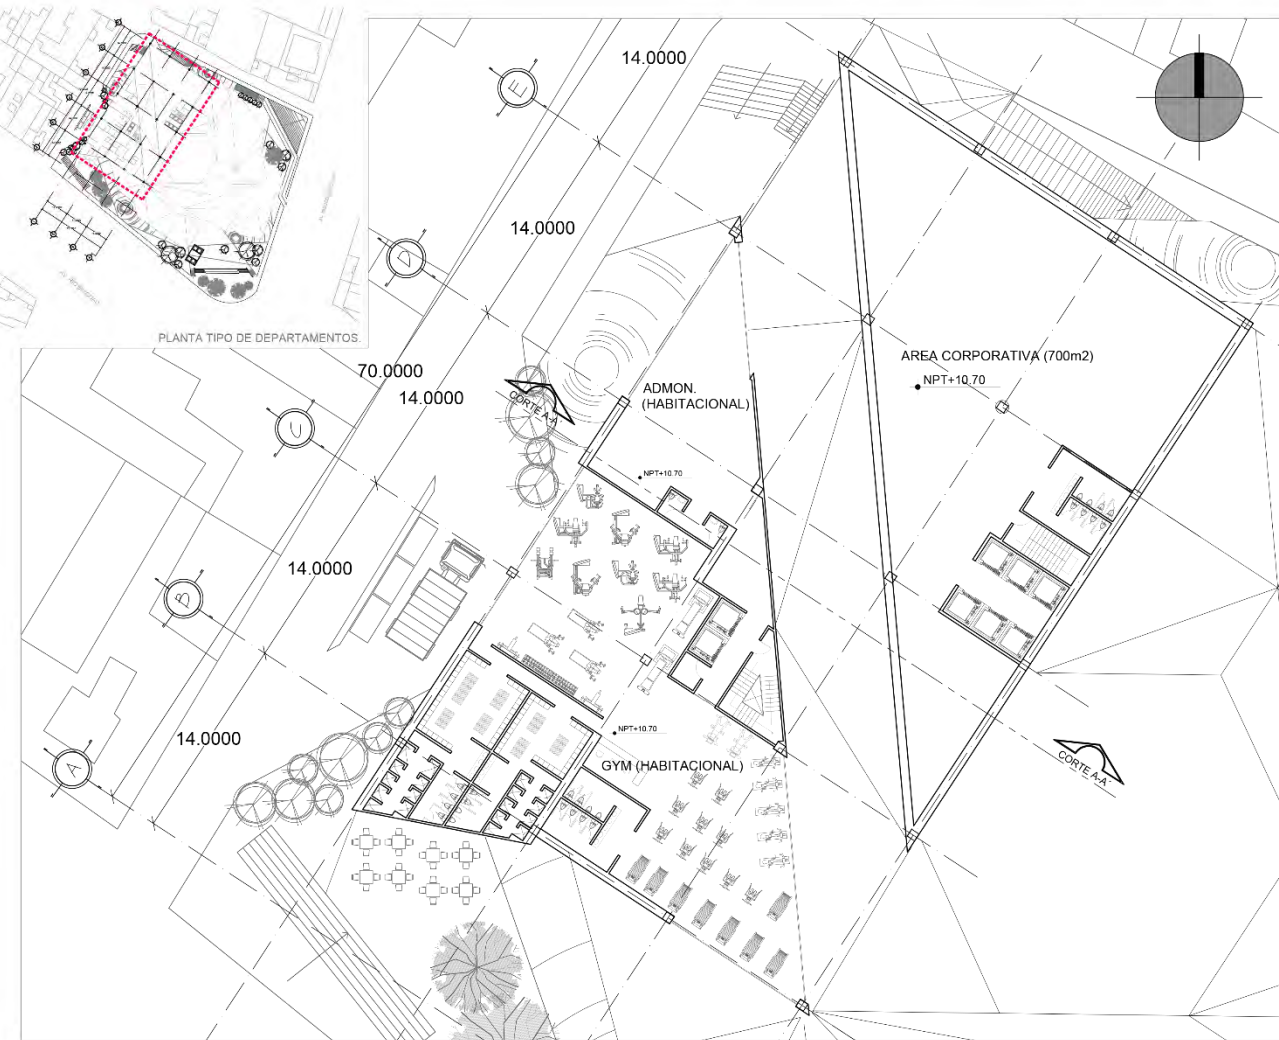 14.0000
E
14.0000
D
PLANTA TIPO DE DEPARTAMENTOS.
AREA CORPORATIVA (700m2)
70.0000
NPT+10.70
ADMON.
(HABITACIONAL)
14.0000
CORTE A-A'
C
NPT+10.70
14.0000
B
NPT+10.70
14.0000
GYM (HABITACIONAL)
A
CORTE A-A'